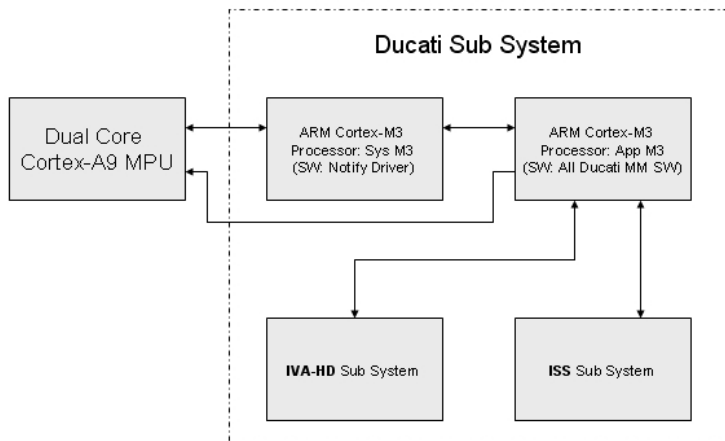 Ducati Sub System
Dual Core
Cortex-A9 MPU
ARM Cortex-M3
Processor: Sys M3
(SW: Notify Driver)
ARM Cortex-M3
Processor: App M3
(SW: All Ducati MM SW)
IVA-HD Sub System
ISS Sub System